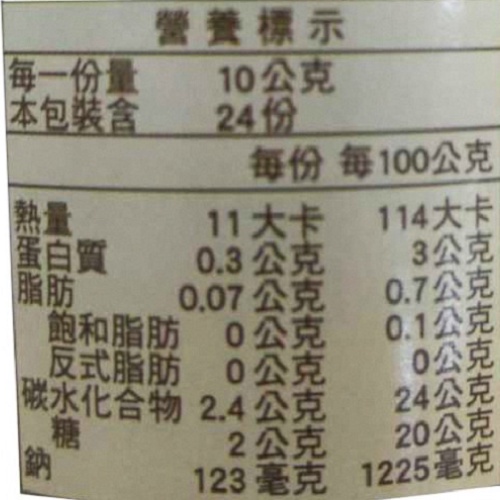 營養標示
每一份量 10公克
本包裝含 24份
每份 每100公克
熱量 11大卡 114大卡
蛋白質 0.3公克 3公克
脂肪 0.07公克 0.7公克
飽和脂肪 0公克 0.1公克
反式脂肪 0公克 0公克
碳水化合物 2.4公克 24公克
糖 2公克 20公克
鈉 123毫克 1225毫克